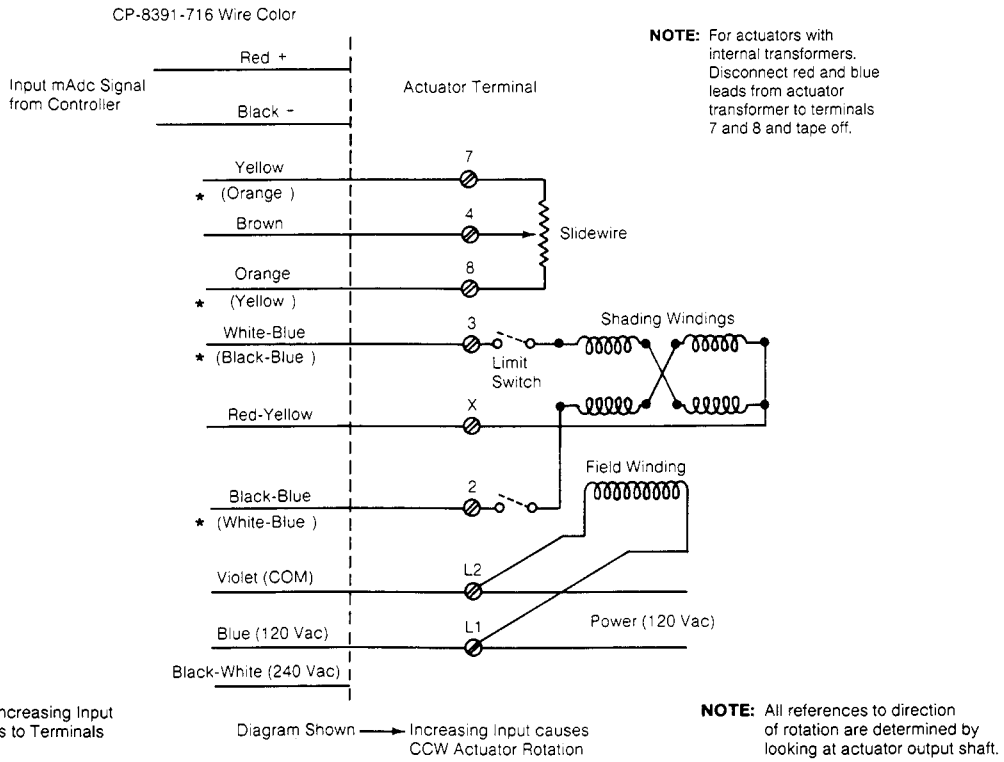 CP-8391-716 Wire Color
NOTE: For actuators with
internal transformers.
Disconnect red and blue
leads from actuator
transformer to terminals
7 and 8 and tape off.
Red +
Input mAdc Signal
from Controller
Actuator Terminal
Black -
Yellow
7
* (Orange )
Brown
4
Slidewire
Orange
8
* (Yellow )
White-Blue
3
Shading Windings
* (Black-Blue )
Limit
Switch
Red-Yellow
X
Field Winding
Black-Blue
2
* (White-Blue )
Violet (COM)
L2
Blue (120 Vac)
L1
Power (120 Vac)
Black-White (240 Vac)
ncreasing Input
s to Terminals
Diagram Shown Increasing Input causes
CCW Actuator Rotation
NOTE: All references to direction
of rotation are determined by
looking at actuator output shaft.